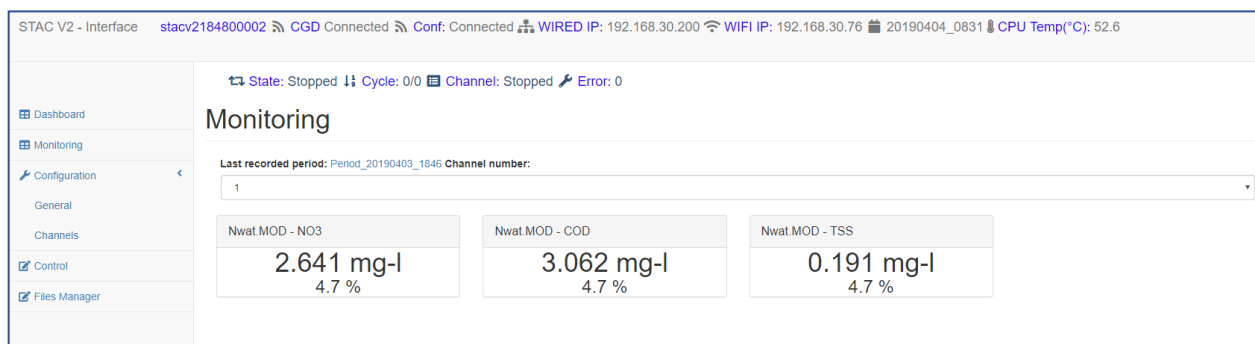 STAC V2 - Interface stacv2184800002 CGD Connected Conf: Connected WIRED IP: 192.168.30.200 WIFI IP: 192.168.30.76 20190404_0831 CPU Temp(°C): 52.6
State: Stopped Cycle: 0/0 Channel: Stopped Error: 0
Dashboard
Monitoring
Configuration
General
Channels
Control
Files Manager
Monitoring
Last recorded period: Period_20190403_1846 Channel number:
1
Nwat.MOD - NO3
2.641 mg-l
4.7 %
Nwat.MOD - COD
3.062 mg-l
4.7 %
Nwat.MOD - TSS
0.191 mg-l
4.7 %